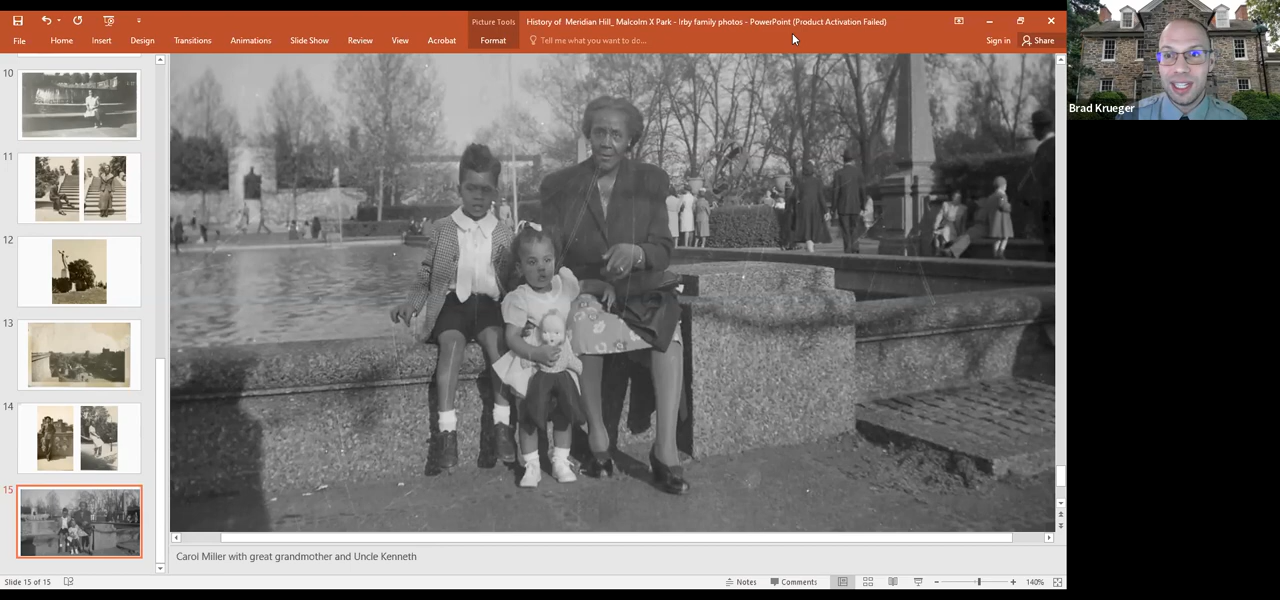 Picture Tools
History of Meridian Hill_ Malcolm X Park - Irby family photos - PowerPoint (Product Activation Failed)
File Home Insert Design Transitions Animations Slide Show Review View Acrobat Format Tell me what you want to do... Sign in Share
Brad Krueger
10
11
12
13
14
15
Carol Miller with great grandmother and Uncle Kenneth
Slide 15 of 15 Notes Comments 140%